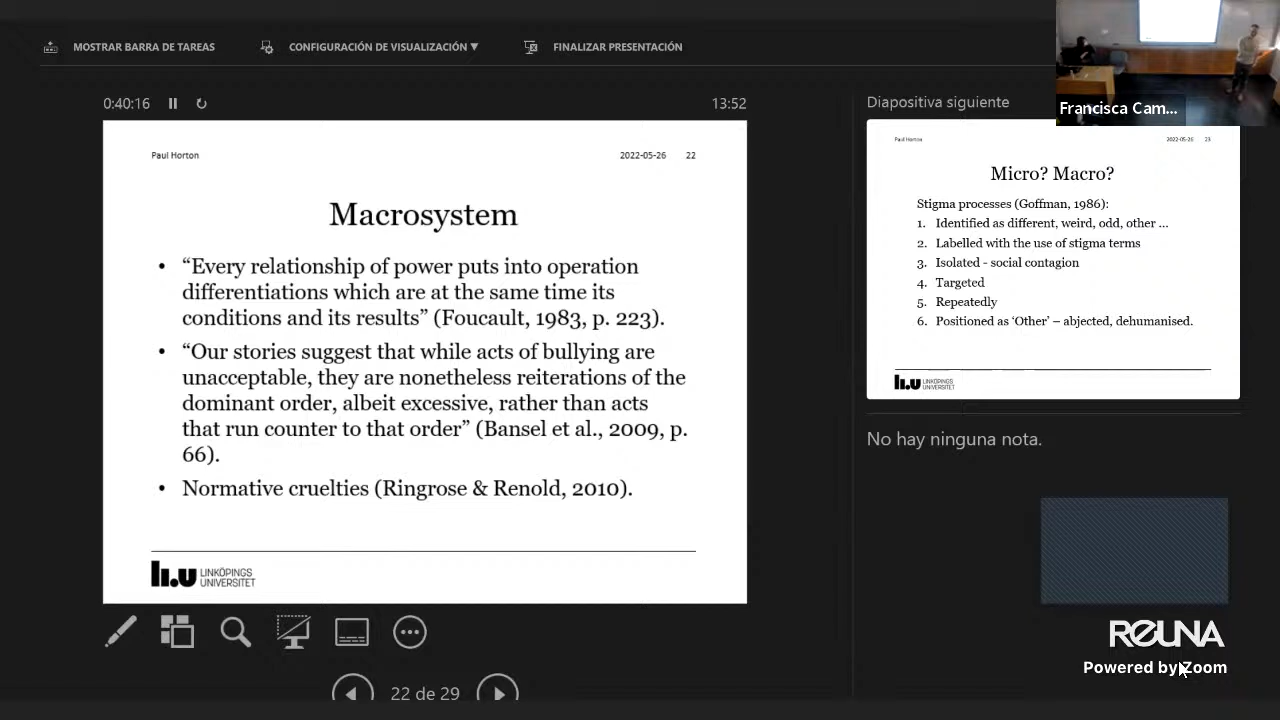 MOSTRAR BARRA DE TAREAS
CONFIGURACIÓN DE VISUALIZACIÓN ▼
FINALIZAR PRESENTACIÓN
Francisca Cam...
0:40:16
13:52
Paul Horton
2022-05-26 22
Macrosystem
• “Every relationship of power puts into operation
differentiations which are at the same time its
conditions and its results” (Foucault, 1983, p. 223).
• “Our stories suggest that while acts of bullying are
unacceptable, they are nonetheless reiterations of the
dominant order, albeit excessive, rather than acts
that run counter to that order” (Bansel et al., 2009, p.
66).
• Normative cruelties (Ringrose & Renold, 2010).
li.u LINKÖPINGS
UNIVERSITET
22 de 29
Diapositiva siguiente
Paul Horton
2022-05-26 23
Micro? Macro?
Stigma processes (Goffman, 1986):
1. Identified as different, weird, odd, other ...
2. Labelled with the use of stigma terms
3. Isolated - social contagion
4. Targeted
5. Repeatedly
6. Positioned as ‘Other’ – abjected, dehumanised.
li.u LINKÖPINGS
UNIVERSITET
No hay ninguna nota.
REUNA
Powered by Zoom